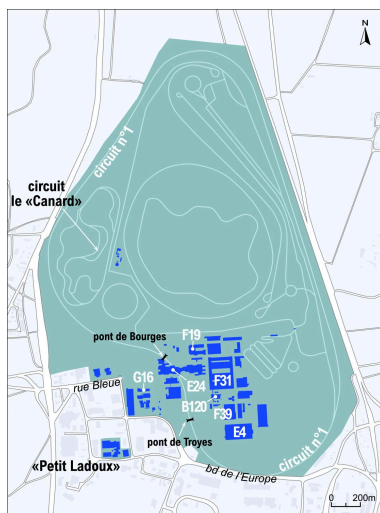 N
circuit n°1
circuit
le «Canard»
pont de Bourges
F19
rue Bleue
G16
E24
F31
B120
F39
pont de Troyes
E4
«Petit Ladoux»
circuit n°1
bd de l'Europe
0 200m